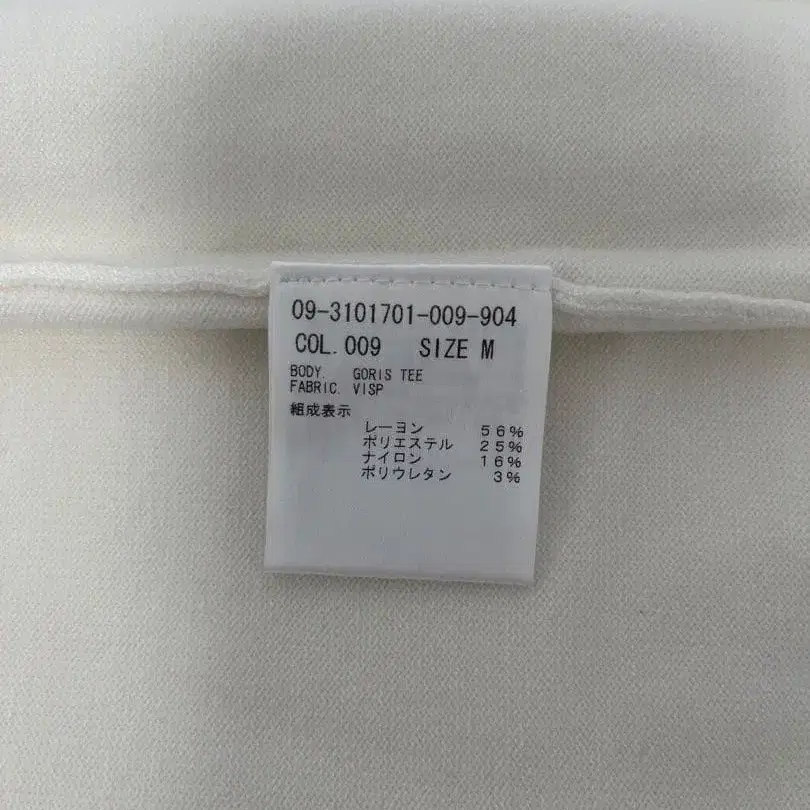 09-3101701-009-904
COL.009 SIZE M
BODY. GORIS TEE
FABRIC. VISP
組成表示
レーヨン 56%
ポリエステル 25%
ナイロン 16%
ポリウレタン 3%